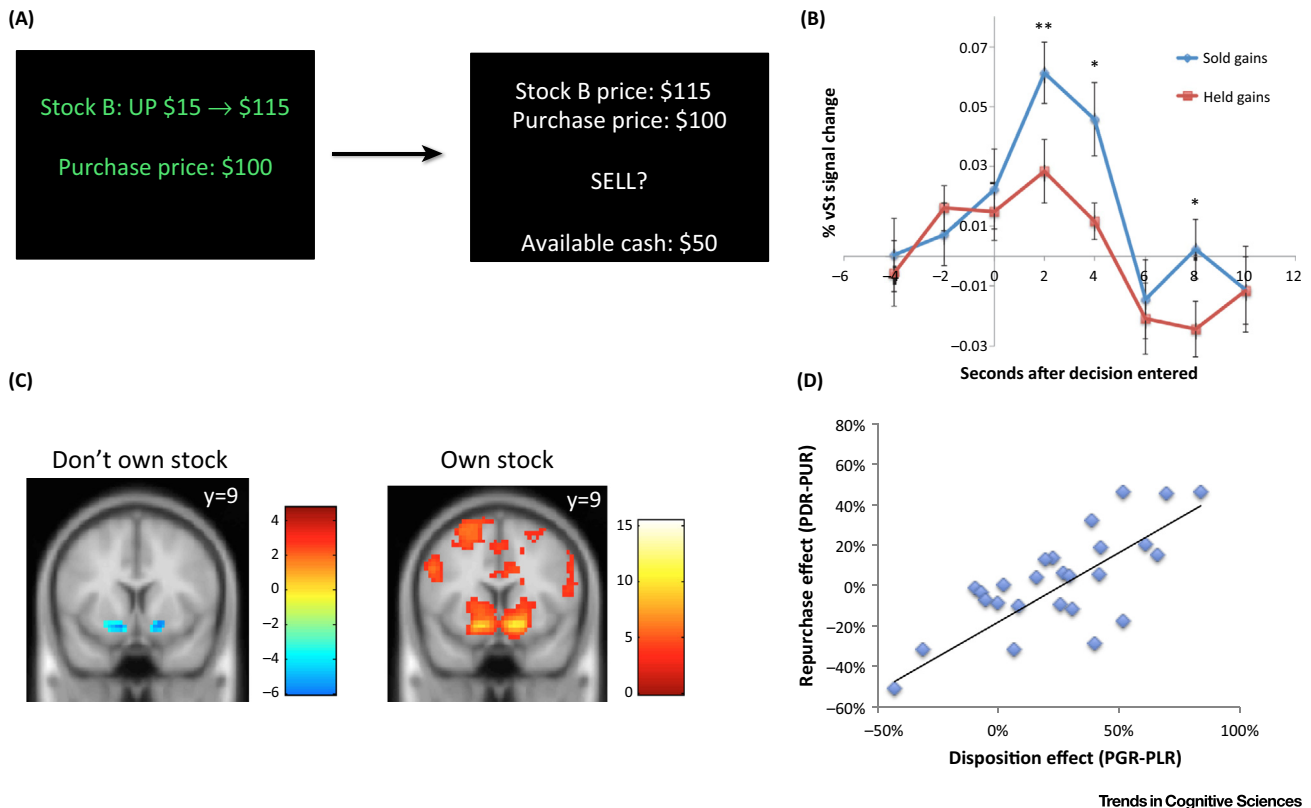 (A)
Stock B: UP $15 → $115
Purchase price: $100
Stock B price: $115
Purchase price: $100
SELL?
Available cash: $50
(B)
% vSt signal change
0.07
0.05
0.03
0.01
−0.01
−0.03
−6
−4
−2
0
2
4
6
8
10
12
**
*
*
Sold gains
Held gains
Seconds after decision entered
(C)
Don’t own stock
y=9
4
2
0
−2
−4
−6
Own stock
y=9
15
10
5
0
(D)
Repurchase effect (PDR-PUR)
80%
60%
40%
20%
0%
−20%
−40%
−60%
−50%
0%
50%
100%
Disposition effect (PGR-PLR)
Trends in Cognitive Sciences